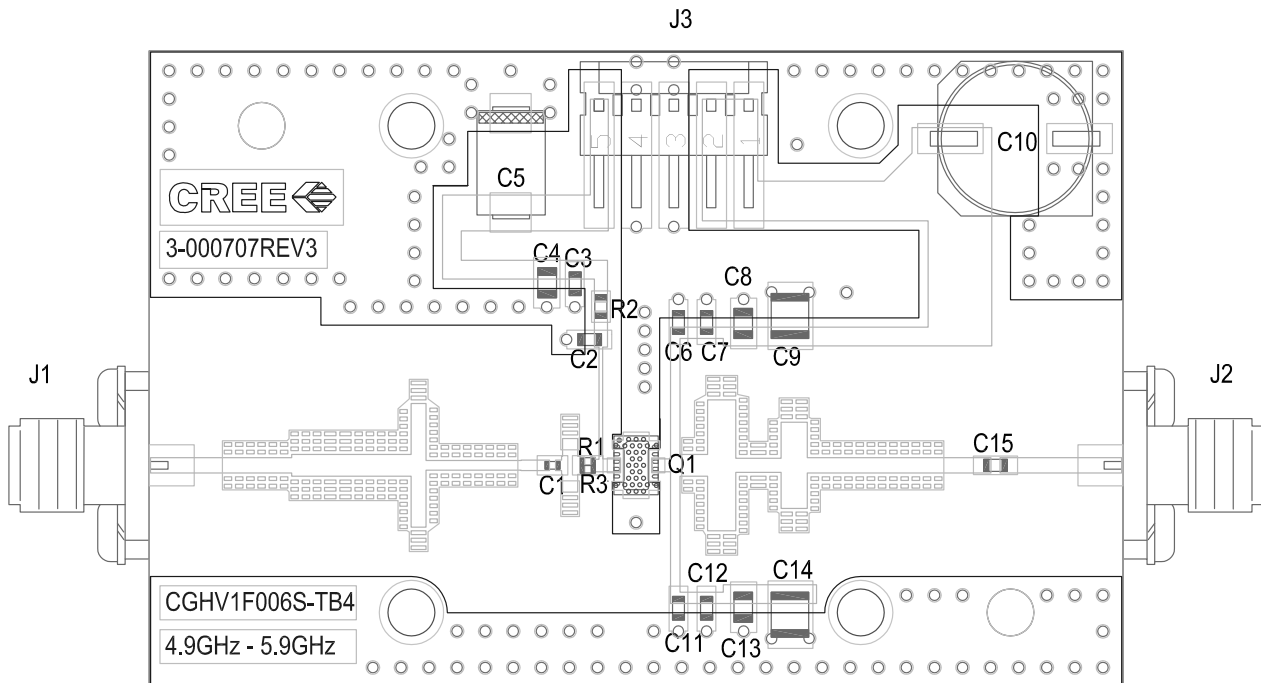 J3
5 4 3 2 1
C10
C5
CREE
3-000707REV3
C4 C3
C8
R2
C6 C7
C2
C9
J1
J2
R1
Q1
C15
C1 R3
C12 C14
CGHV1F006S-TB4
C11 C13
4.9GHz - 5.9GHz